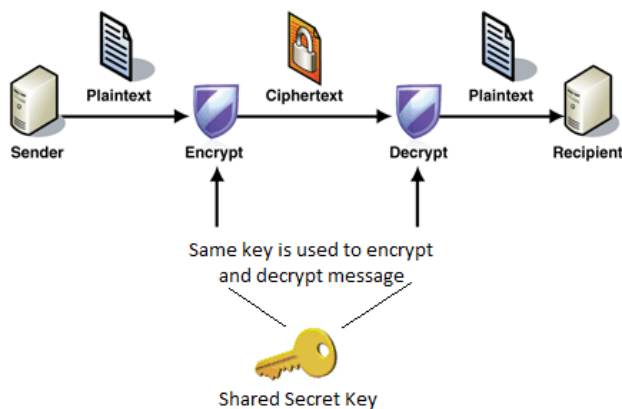 Plaintext
Ciphertext
Plaintext
Sender
Encrypt
Decrypt
Recipient
Same key is used to encrypt
and decrypt message
Shared Secret Key